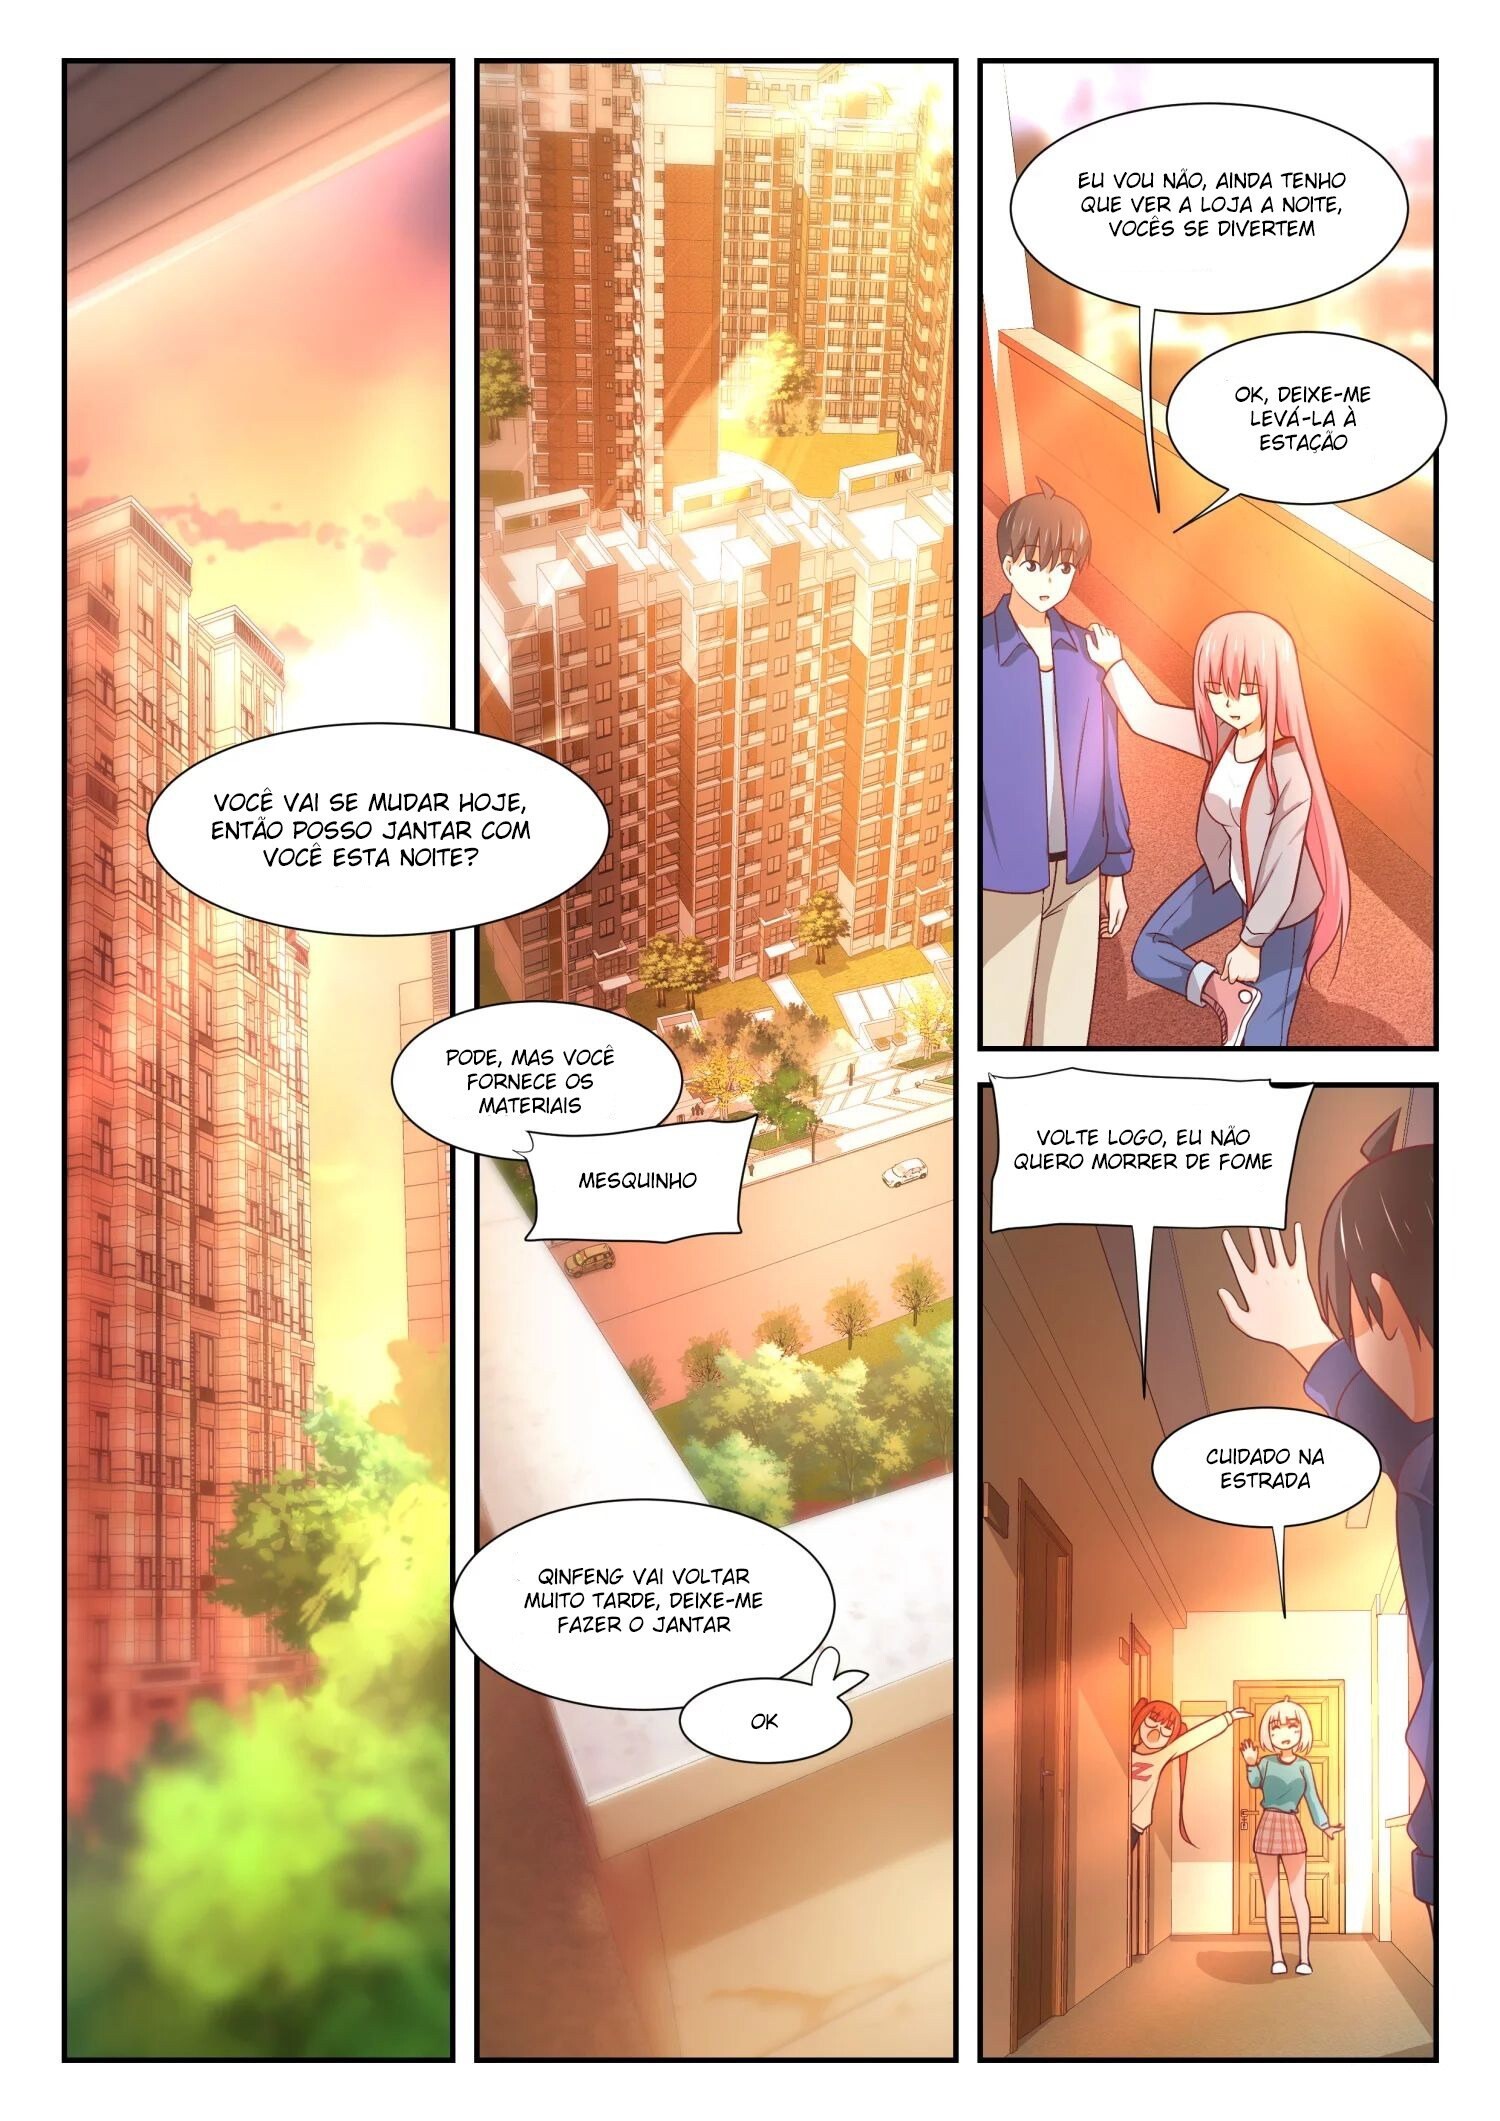 VOCÊ VAI SE MUDAR HOJE,
ENTÃO POSSO JANTAR COM
VOCÊ ESTA NOITE?
PODE, MAS VOCÊ
FORNECE OS
MATERIAIS
MESQUINHO
QINFENG VAI VOLTAR
MUITO TARDE, DEIXE-ME
FAZER O JANTAR
OK
EU VOU NÃO, AINDA TENHO
QUE VER A LOJA A NOITE,
VOCÊS SE DIVERTEM
OK, DEIXE-ME
LEVÁ-LA À
ESTAÇÃO
VOLTE LOGO, EU NÃO
QUERO MORRER DE FOME
CUIDADO NA
ESTRADA
Z